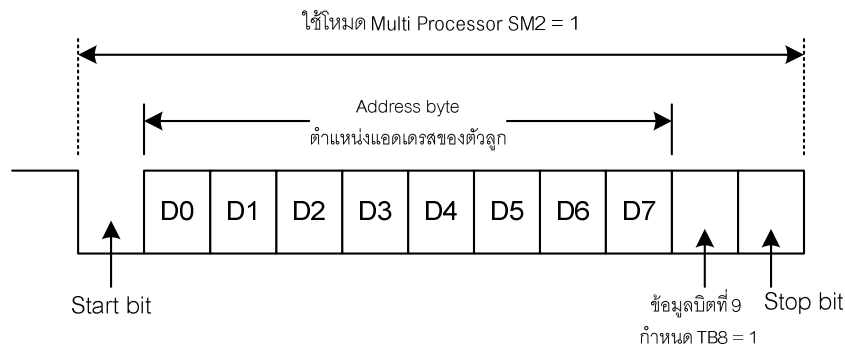 ใช้โหมด Multi Processor SM2 = 1
Address byte
ตำแหน่งแอดเดรสของตัวลูก
D0 D1 D2 D3 D4 D5 D6 D7
Start bit
ข้อมูลบิตที่ 9
กำหนด TB8 = 1
Stop bit